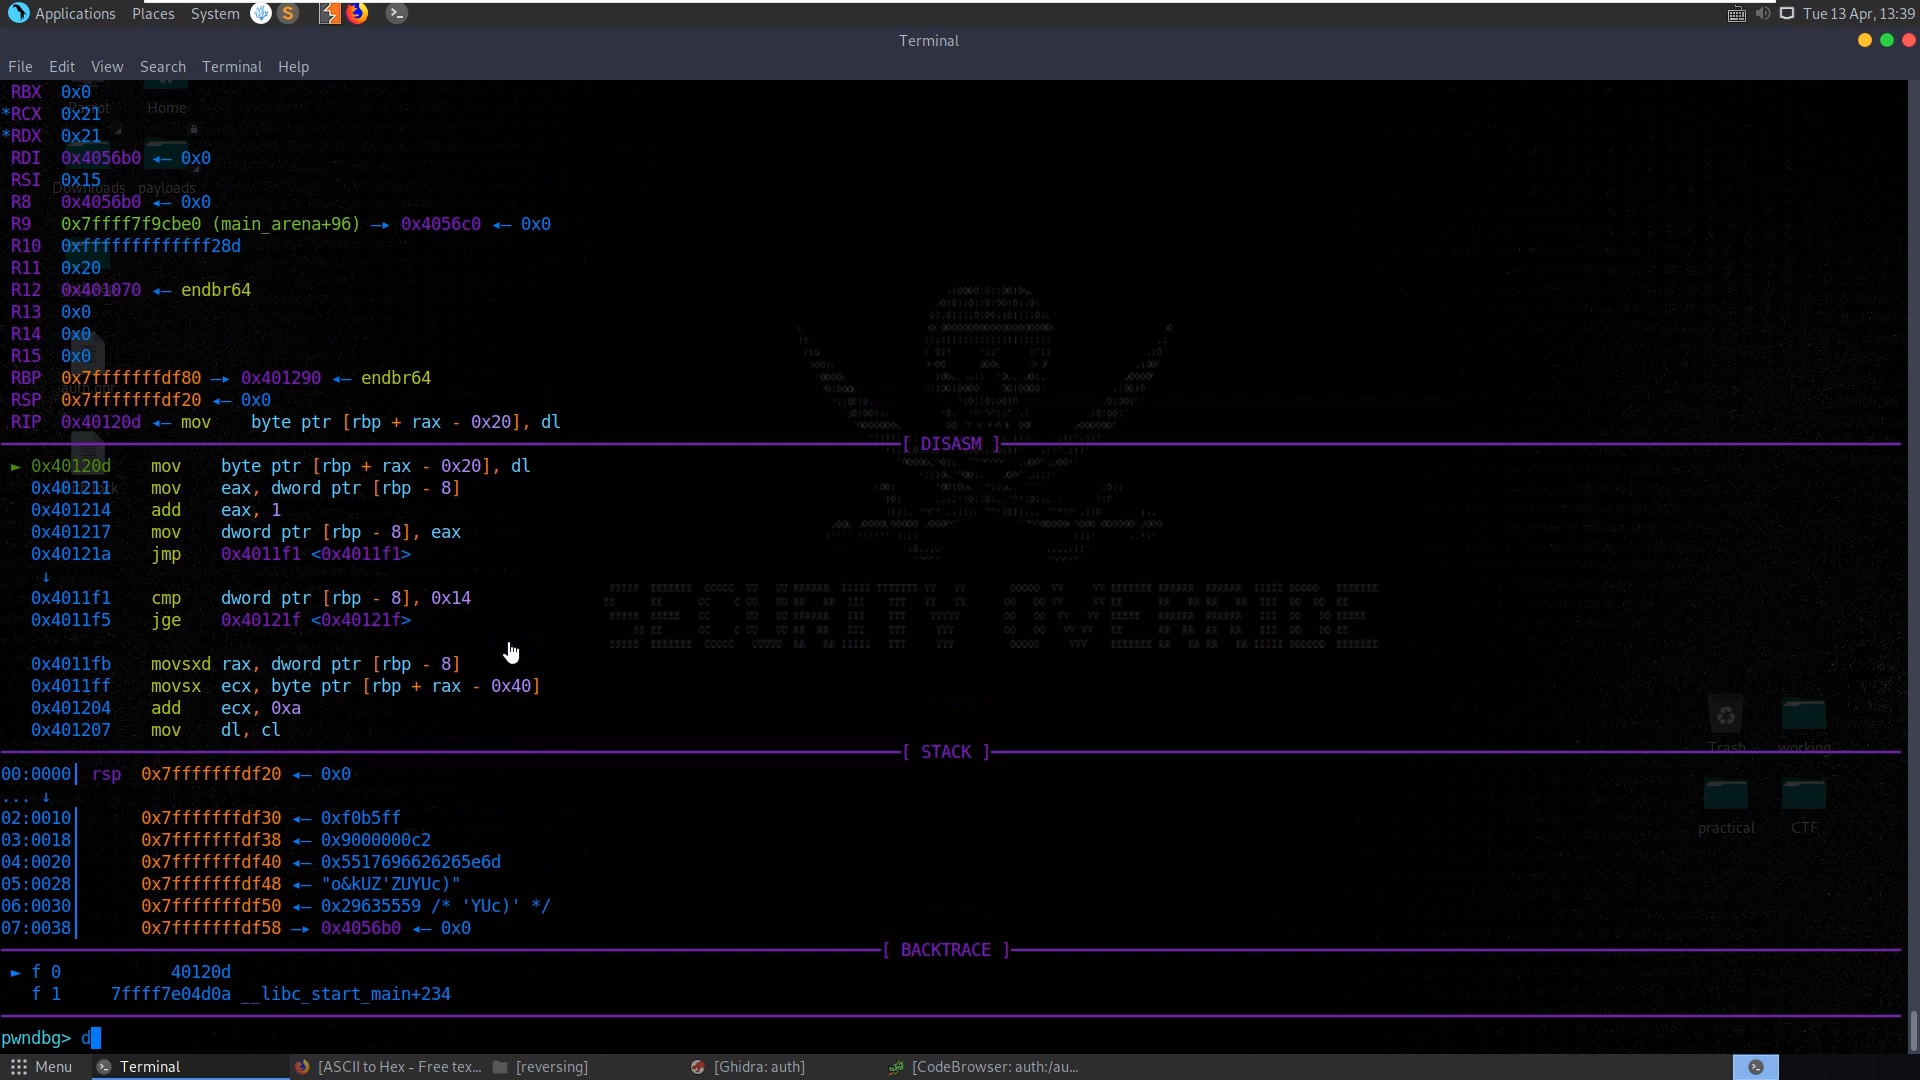 Applications Places System Tue 13 Apr, 13:39
Terminal
File Edit View Search Terminal Help
RBX 0x0
*RCX 0x21
*RDX 0x21
RDI 0x4056b0 ◂— 0x0
RSI 0x15
R8 0x4056b0 ◂— 0x0
R9 0x7ffff7f9cbe0 (main_arena+96) —▸ 0x4056c0 ◂— 0x0
R10 0xfffffffffffff28d
R11 0x20
R12 0x401070 ◂— endbr64
R13 0x0
R14 0x0
R15 0x0
RBP 0x7fffffffdf80 —▸ 0x401290 ◂— endbr64
RSP 0x7fffffffdf20 ◂— 0x0
RIP 0x40120d ◂— mov byte ptr [rbp + rax - 0x20], dl
[ DISASM ]
► 0x40120d mov byte ptr [rbp + rax - 0x20], dl
0x401211 mov eax, dword ptr [rbp - 8]
0x401214 add eax, 1
0x401217 mov dword ptr [rbp - 8], eax
0x40121a jmp 0x4011f1 <0x4011f1>
↓
0x4011f1 cmp dword ptr [rbp - 8], 0x14
0x4011f5 jge 0x40121f <0x40121f>
0x4011fb movsxd rax, dword ptr [rbp - 8]
0x4011ff movsx ecx, byte ptr [rbp + rax - 0x40]
0x401204 add ecx, 0xa
0x401207 mov dl, cl
[ STACK ]
00:0000│ rsp 0x7fffffffdf20 ◂— 0x0
... ↓
02:0010│ 0x7fffffffdf30 ◂— 0xf0b5ff
03:0018│ 0x7fffffffdf38 ◂— 0x9000000c2
04:0020│ 0x7fffffffdf40 ◂— 0x5517696626265e6d
05:0028│ 0x7fffffffdf48 ◂— "o&kUZ'ZUYUc)"
06:0030│ 0x7fffffffdf50 ◂— 0x29635559 /* 'YUc)' */
07:0038│ 0x7fffffffdf58 —▸ 0x4056b0 ◂— 0x0
[ BACKTRACE ]
► f 0 40120d
f 1 7ffff7e04d0a __libc_start_main+234
pwndbg> d
Home
Downloads payloads
SECURITY OVERRIDE
Trash working
practical CTF
Menu Terminal [ASCII to Hex - Free tex... [reversing] [Ghidra: auth] [CodeBrowser: auth:/au...